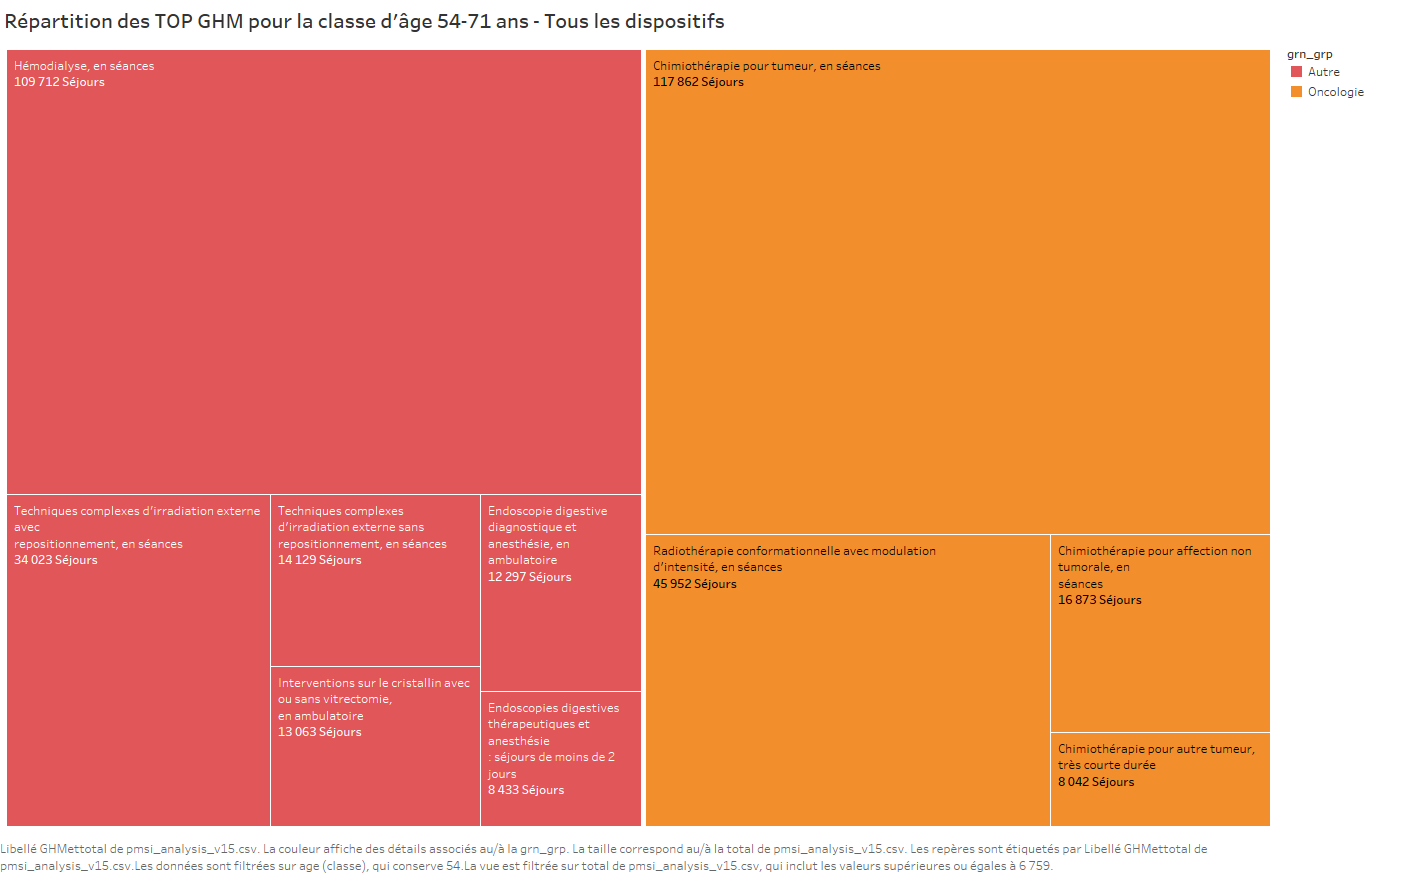 Répartition des TOP GHM pour la classe d'âge 54-71 ans - Tous les dispositifs
Hémodialyse, en séances
109 712 Séjours
Techniques complexes d'irradiation externe
avec
repositionnement, en séances
34 023 Séjours
Techniques complexes
d'irradiation externe sans
repositionnement, en séances
14 129 Séjours
Endoscopie digestive
diagnostique et
anesthésie, en
ambulatoire
12 297 Séjours
Interventions sur le cristallin avec
ou sans vitrectomie,
en ambulatoire
13 063 Séjours
Endoscopies digestives
thérapeutiques et
anesthésie
: séjours de moins de 2
jours
8 433 Séjours
Chimiothérapie pour tumeur, en séances
117 862 Séjours
Radiothérapie conformationnelle avec modulation
d'intensité, en séances
45 952 Séjours
Chimiothérapie pour affection non
tumorale, en
séances
16 873 Séjours
Chimiothérapie pour autre tumeur,
très courte durée
8 042 Séjours
grn_grp
Autre
Oncologie
Libellé GHMettotal de pmsi_analysis_v15.csv. La couleur affiche des détails associés au/à la grn_grp. La taille correspond au/à la total de pmsi_analysis_v15.csv. Les repères sont étiquetés par Libellé GHMettotal de
pmsi_analysis_v15.csv.Les données sont filtrées sur age (classe), qui conserve 54.La vue est filtrée sur total de pmsi_analysis_v15.csv, qui inclut les valeurs supérieures ou égales à 6 759.